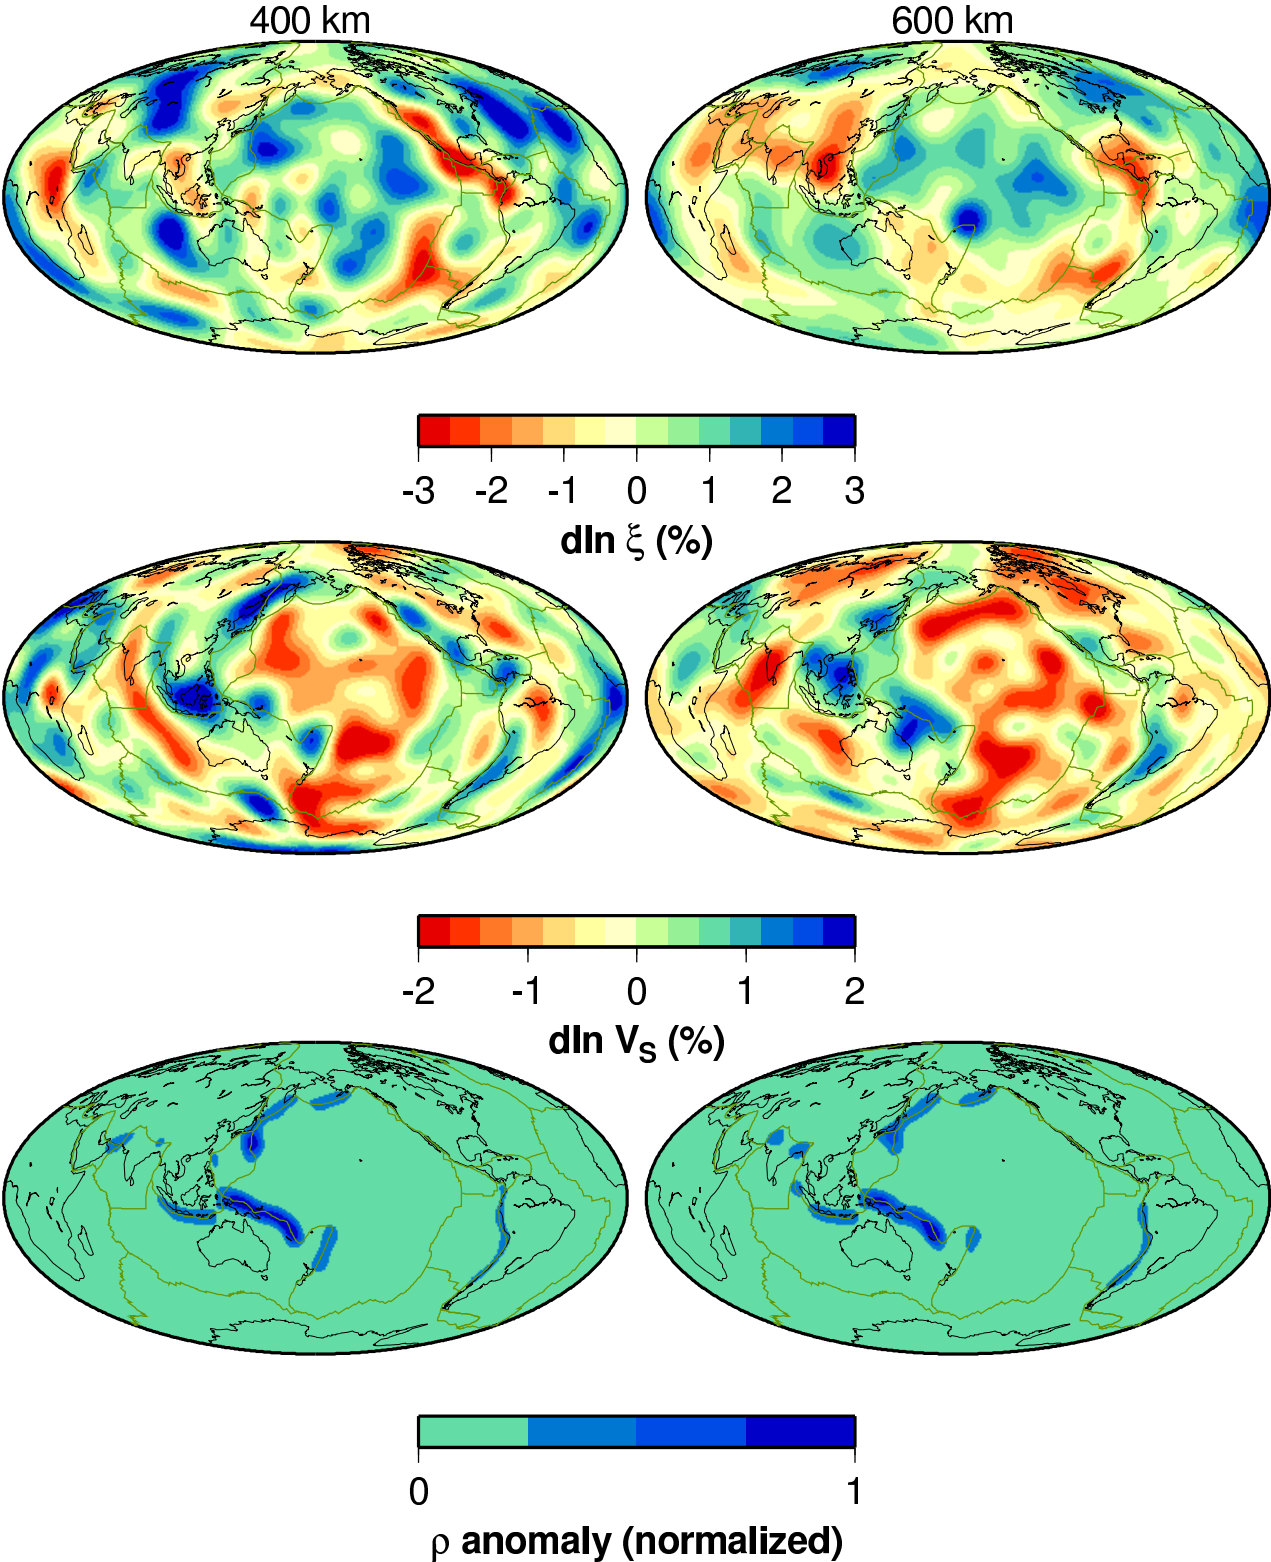 400 km 600 km
-3 -2 -1 0 1 2 3
dln ξ (%)
-2 -1 0 1 2
dln VS (%)
0 1
ρ anomaly (normalized)